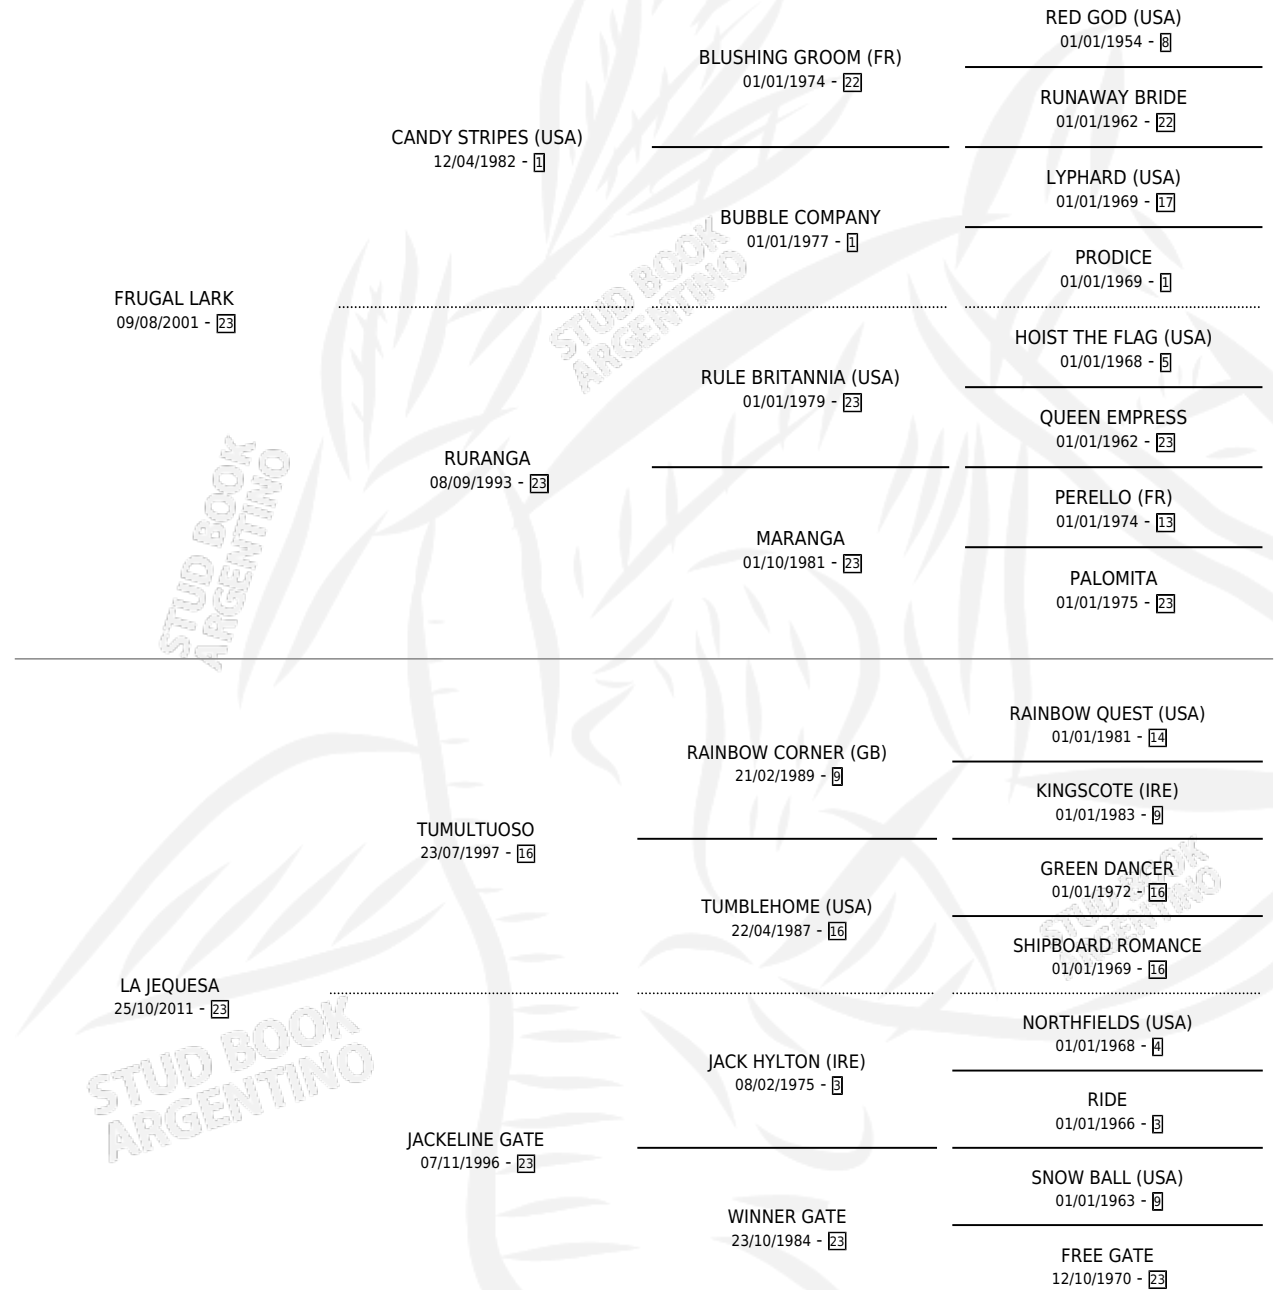 RED GOD (USA)
01/01/1954 - 8
BLUSHING GROOM (FR)
01/01/1974 - 22
RUNAWAY BRIDE
01/01/1962 - 22
CANDY STRIPES (USA)
12/04/1982 - 1
LYPHARD (USA)
01/01/1969 - 17
BUBBLE COMPANY
01/01/1977 - 1
PRODICE
01/01/1969 - 1
FRUGAL LARK
09/08/2001 - 23
STUD BOOK
ARGENTINO
HOIST THE FLAG (USA)
01/01/1968 - 5
RULE BRITANNIA (USA)
01/01/1979 - 23
QUEEN EMPRESS
01/01/1962 - 23
RURANGA
08/09/1993 - 23
PERELLO (FR)
01/01/1974 - 13
MARANGA
01/10/1981 - 23
PALOMITA
01/01/1975 - 23
STUD BOOK
ARGENTINO
RAINBOW QUEST (USA)
01/01/1981 - 14
RAINBOW CORNER (GB)
21/02/1989 - 9
KINGSCOTE (IRE)
01/01/1983 - 9
TUMULTUOSO
23/07/1997 - 16
GREEN DANCER
01/01/1972 - 16
TUMBLEHOME (USA)
22/04/1987 - 16
STUD BOOK
ARGENTINO
SHIPBOARD ROMANCE
01/01/1969 - 16
LA JEQUESA
25/10/2011 - 23
STUD BOOK
ARGENTINO
NORTHFIELDS (USA)
01/01/1968 - 4
JACK HYLTON (IRE)
08/02/1975 - 3
RIDE
01/01/1966 - 3
JACKELINE GATE
07/11/1996 - 23
SNOW BALL (USA)
01/01/1963 - 9
WINNER GATE
23/10/1984 - 23
FREE GATE
12/10/1970 - 23